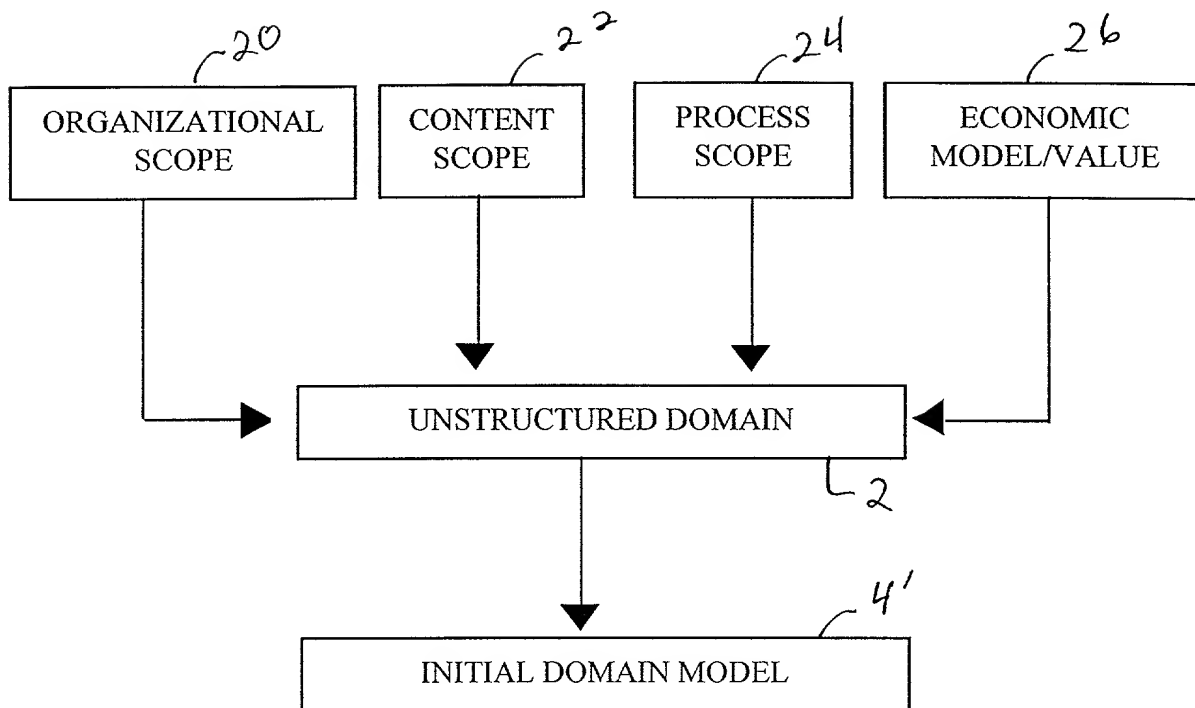 20
22
24
26
ORGANIZATIONAL
SCOPE
CONTENT
SCOPE
PROCESS
SCOPE
ECONOMIC
MODEL/VALUE
UNSTRUCTURED DOMAIN
2
4'
INITIAL DOMAIN MODEL